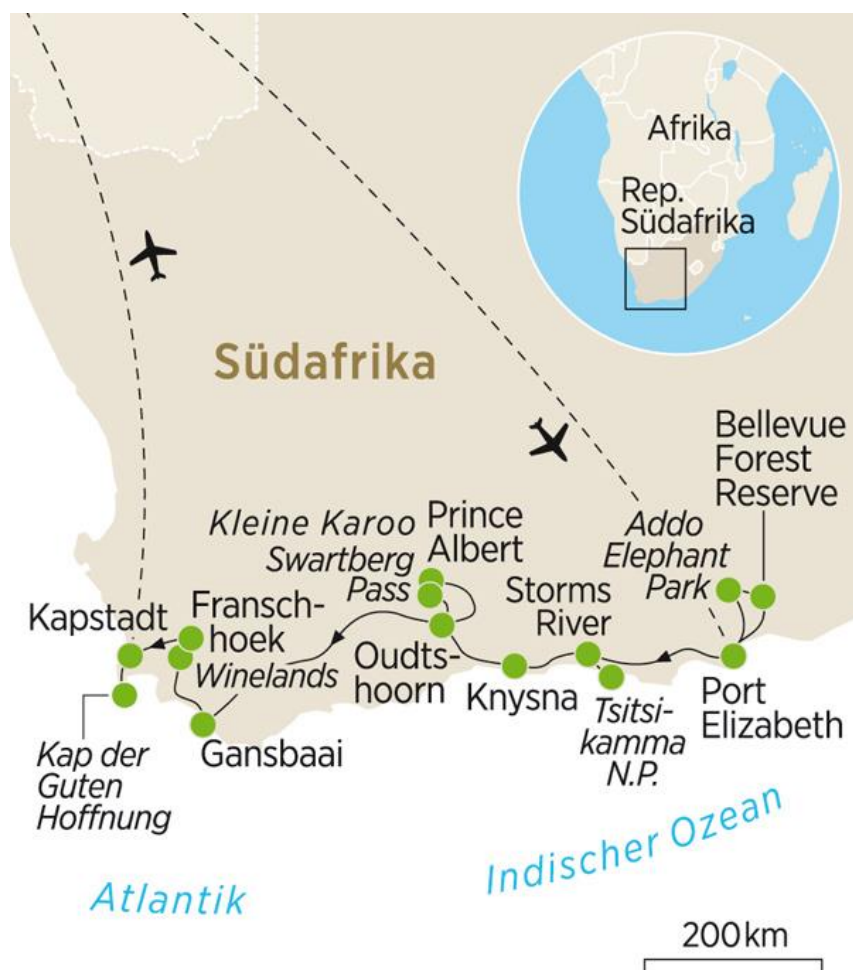 Afrika
Rep.
Südafrika
Südafrika
Bellevue
Forest
Reserve
Addo
Elephant
Park
Kleine Karoo
Swartberg
Pass
Prince
Albert
Storms
River
Kapstadt
Fransch-
hoek
Winelands
Oudts-
hoorn
Knysna
Tsitsi-
kamma
N.P.
Port
Elizabeth
Gansbaai
Kap der
Guten
Hoffnung
Indischer Ozean
Atlantik
200 km